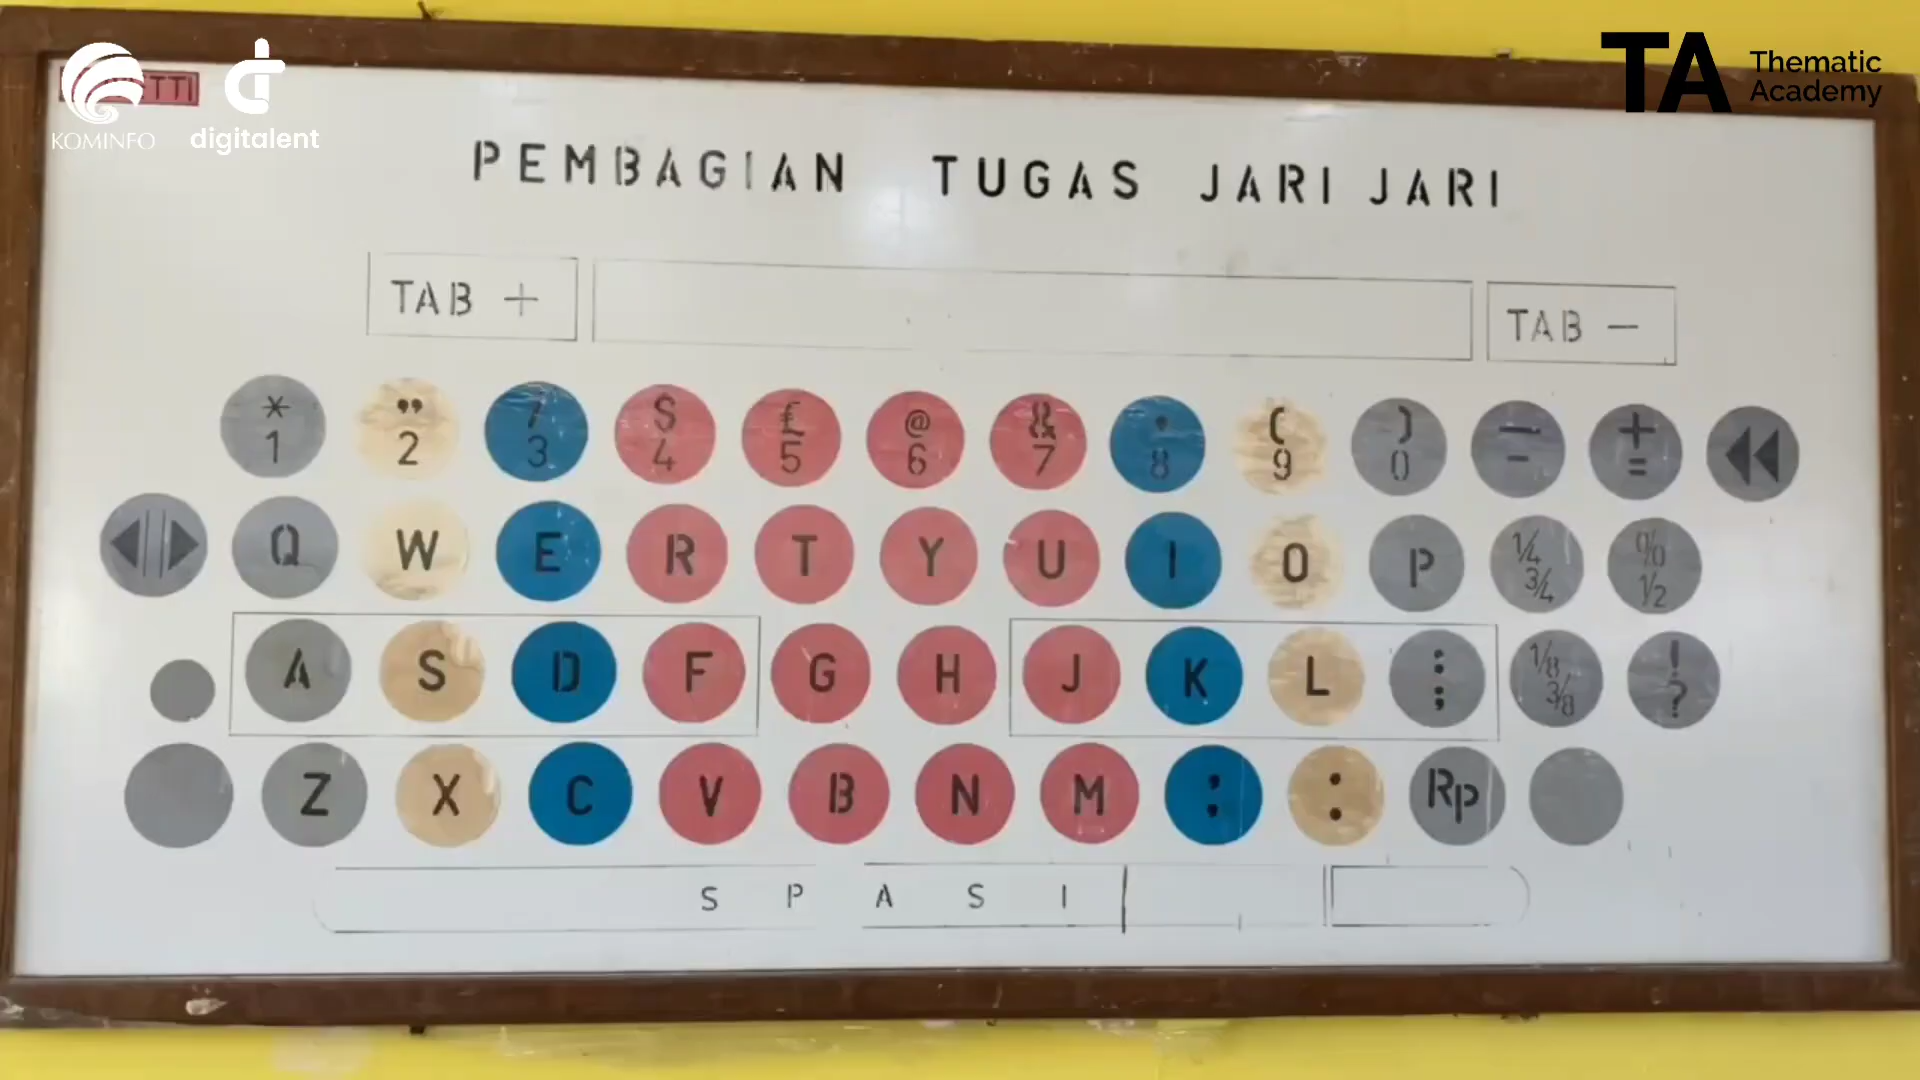 KOMINFO
digitalent
TA Thematic Academy
PEMBAGIAN TUGAS JARI JARI
TAB + TAB -
* " / $ £ @ & ' ( ) — +
1 2 3 4 5 6 7 8 9 0 - =
Q W E R T Y U I O P ¼ ¾ % ½
A S D F G H J K L : ; ⅛ ⅜ ! ?
Z X C V B N M ; : Rp
SPASI